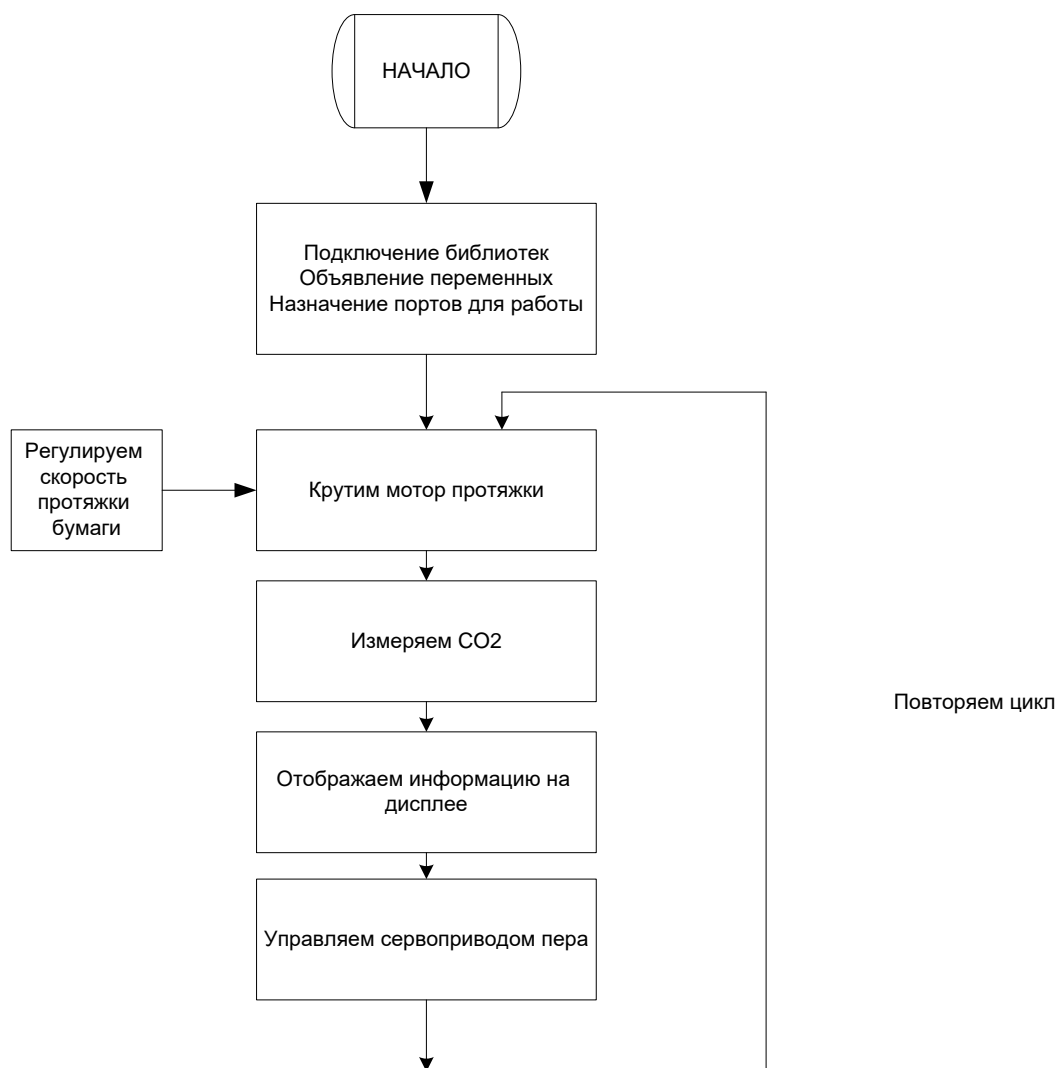 НАЧАЛО
Подключение библиотек
Объявление переменных
Назначение портов для работы
Регулируем
скорость
протяжки
бумаги
Крутим мотор протяжки
Измеряем СО2
Повторяем цикл
Отображаем информацию на
дисплее
Управляем сервоприводом пера